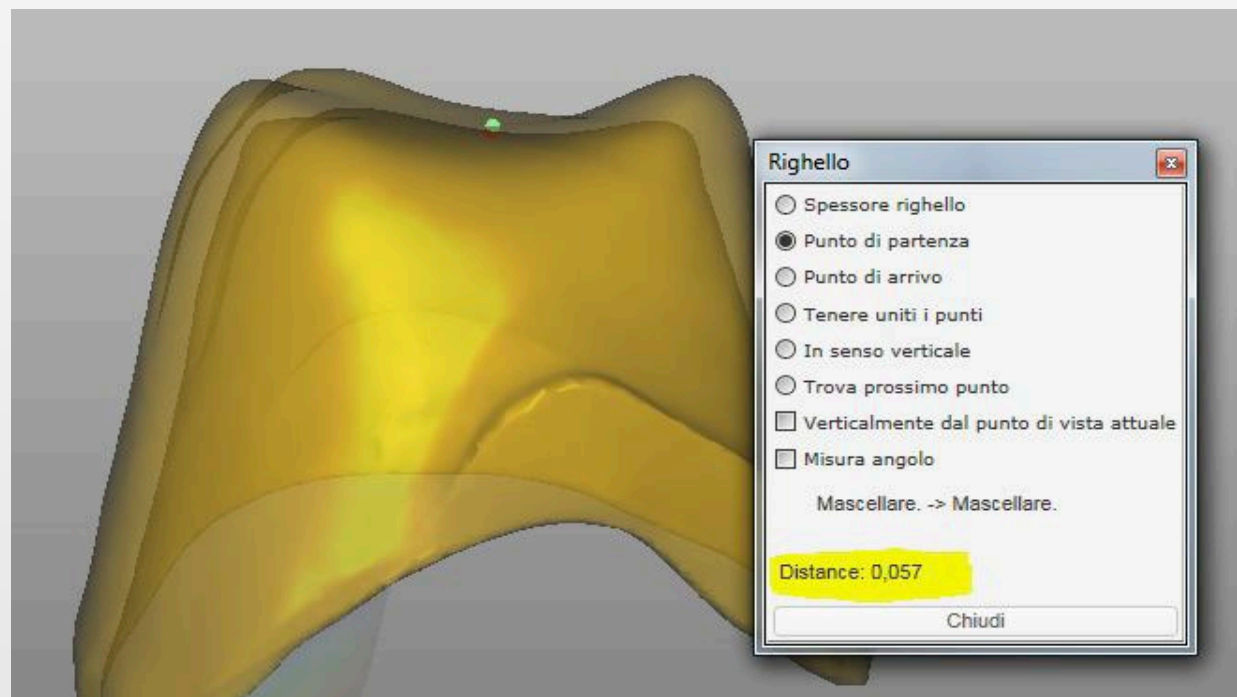 Righello
Spessore righello
Punto di partenza
Punto di arrivo
Tenere uniti i punti
In senso verticale
Trova prossimo punto
Verticalmente dal punto di vista attuale
Misura angolo
Mascellare. -> Mascellare.
Distance: 0,057
Chiudi